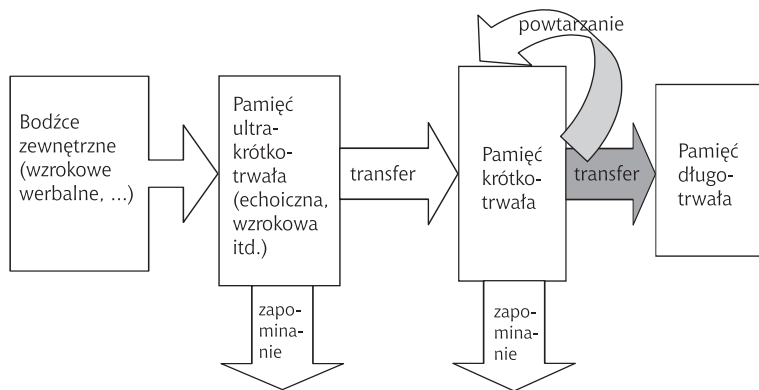 powtarzanie
Bodźce
zewnętrzne
(wzrokowe
werbalne, ...)
Pamięć
ultra-
krótko-
trwała
(echoiczna,
wzrokowa
itd.)
transfer
Pamięć
krótko-
trwała
transfer
Pamięć
długo-
trwała
zapo-
mina-
nie
zapo-
mina-
nie